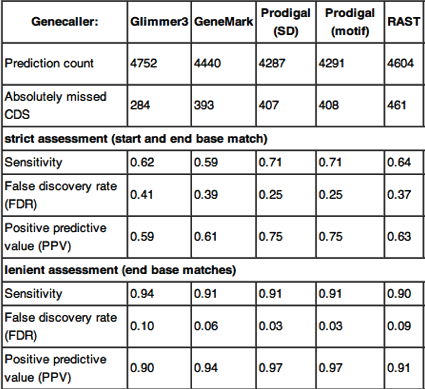 Genecaller: Glimmer3 GeneMark Prodigal (SD) Prodigal (motif) RAST
Prediction count 4752 4440 4287 4291 4604
Absolutely missed CDS 284 393 407 408 461
strict assessment (start and end base match)
Sensitivity 0.62 0.59 0.71 0.71 0.64
False discovery rate (FDR) 0.41 0.39 0.25 0.25 0.37
Positive predictive value (PPV) 0.59 0.61 0.75 0.75 0.63
lenient assessment (end base matches)
Sensitivity 0.94 0.91 0.91 0.91 0.90
False discovery rate (FDR) 0.10 0.06 0.03 0.03 0.09
Positive predictive value (PPV) 0.90 0.94 0.97 0.97 0.91